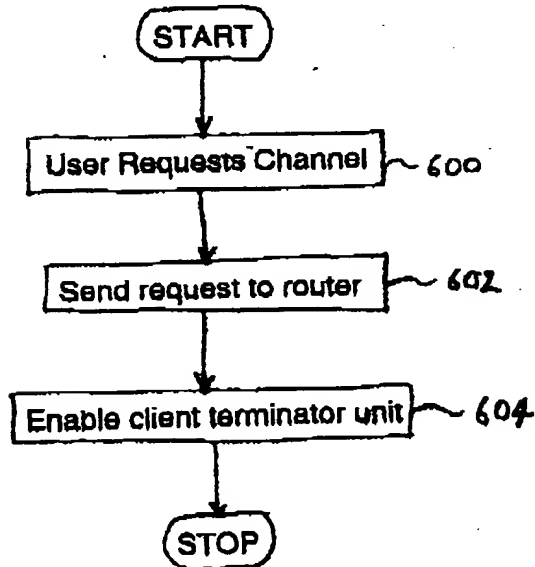 START
User Requests Channel 600
Send request to router 602
Enable client terminator unit 604
STOP